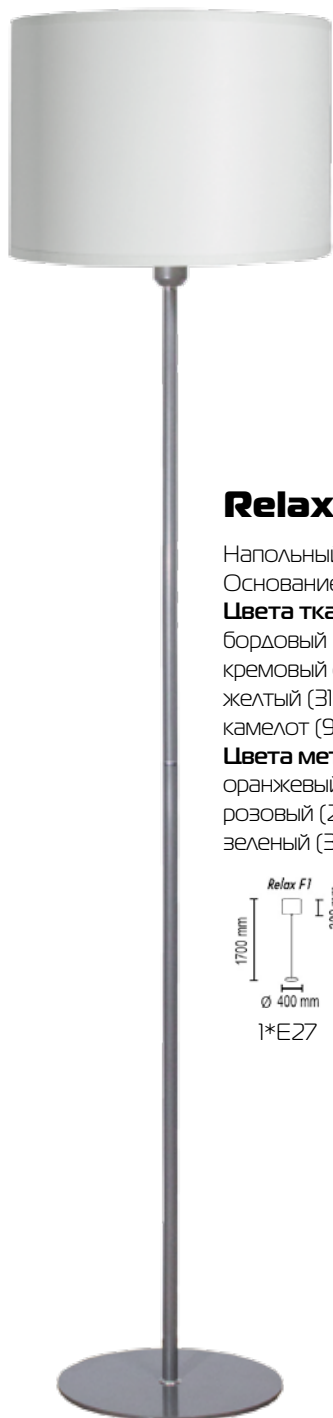 Relax
Напольный
Основание
Цвета тка
бордовый
кремовый
желтый (31
камелот (9
Цвета мет
оранжевый
розовый (2
зеленый (3
Relax F1
1700 mm
Ø 400 mm
1*E27